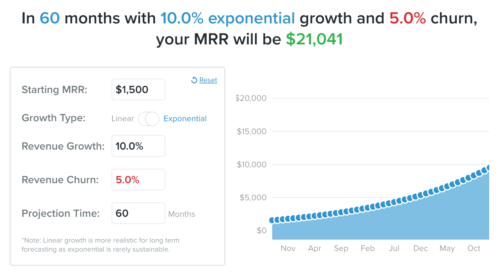 In 60 months with 10.0% exponential growth and 5.0% churn,
your MRR will be $21,041
Reset
Starting MRR: $1,500
Growth Type: Linear Exponential
Revenue Growth: 10.0%
Revenue Churn: 5.0%
Projection Time: 60 Months
*Note: Linear growth is more realistic for long term
forecasting as exponential is rarely sustainable.
$20,000
$15,000
$10,000
$5,000
$0
Nov Apr Sep Feb Jul Dec May Oct